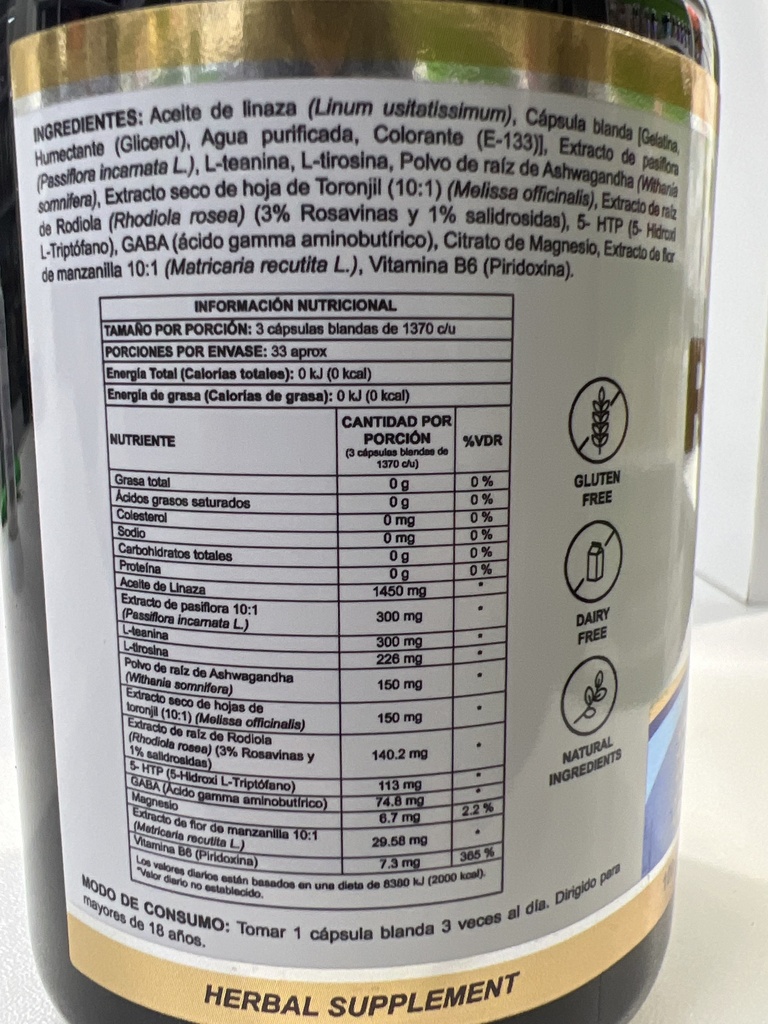 INGREDIENTES: Aceite de linaza (Linum usitatissimum), Cápsula blanda [Gelatina,
Humectante (Glicerol), Agua purificada, Colorante (E-133)], Extracto de pasiflora
(Passiflora incarnata L.), L-teanina, L-tirosina, Polvo de raíz de Ashwagandha (Withania
somnifera), Extracto seco de hoja de Toronjil (10:1) (Melissa officinalis), Extracto de raíz
de Rodiola (Rhodiola rosea) (3% Rosavinas y 1% salidrosidas), 5- HTP (5- Hidroxi
L-Triptófano), GABA (ácido gamma aminobutírico), Citrato de Magnesio, Extracto de flor
de manzanilla 10:1 (Matricaria recutita L.), Vitamina B6 (Piridoxina).
INFORMACIÓN NUTRICIONAL
TAMAÑO POR PORCIÓN: 3 cápsulas blandas de 1370 c/u
PORCIONES POR ENVASE: 33 aprox
Energía Total (Calorías totales): 0 kJ (0 kcal)
Energía de grasa (Calorías de grasa): 0 kJ (0 kcal)
NUTRIENTE CANTIDAD POR PORCIÓN (3 cápsulas blandas de 1370 c/u) %VDR
Grasa total 0 g 0 %
Ácidos grasos saturados 0 g 0 %
Colesterol 0 mg 0 %
Sodio 0 mg 0 %
Carbohidratos totales 0 g 0 %
Proteína 0 g 0 %
Aceite de Linaza 1450 mg *
Extracto de pasiflora 10:1
(Passiflora incarnata L.) 300 mg *
L-teanina 300 mg *
L-tirosina 226 mg *
Polvo de raíz de Ashwagandha
(Withania somnifera) 150 mg *
Extracto seco de hojas de
toronjil (10:1) (Melissa officinalis) 150 mg *
Extracto de raíz de Rodiola
(Rhodiola rosea) (3% Rosavinas y
1% salidrosidas) 140.2 mg *
5- HTP (5-Hidroxi L-Triptófano) 113 mg *
GABA (Ácido gamma aminobutírico) 74.8 mg *
Magnesio 6.7 mg 2.2 %
Extracto de flor de manzanilla 10:1
(Matricaria recutita L.) 29.58 mg *
Vitamina B6 (Piridoxina) 7.3 mg 365 %
Los valores diarios están basados en una dieta de 8380 kJ (2000 kcal).
*Valor diario no establecido.
GLUTEN
FREE
DAIRY
FREE
NATURAL
INGREDIENTS
MODO DE CONSUMO: Tomar 1 cápsula blanda 3 veces al día. Dirigido para
mayores de 18 años.
HERBAL SUPPLEMENT